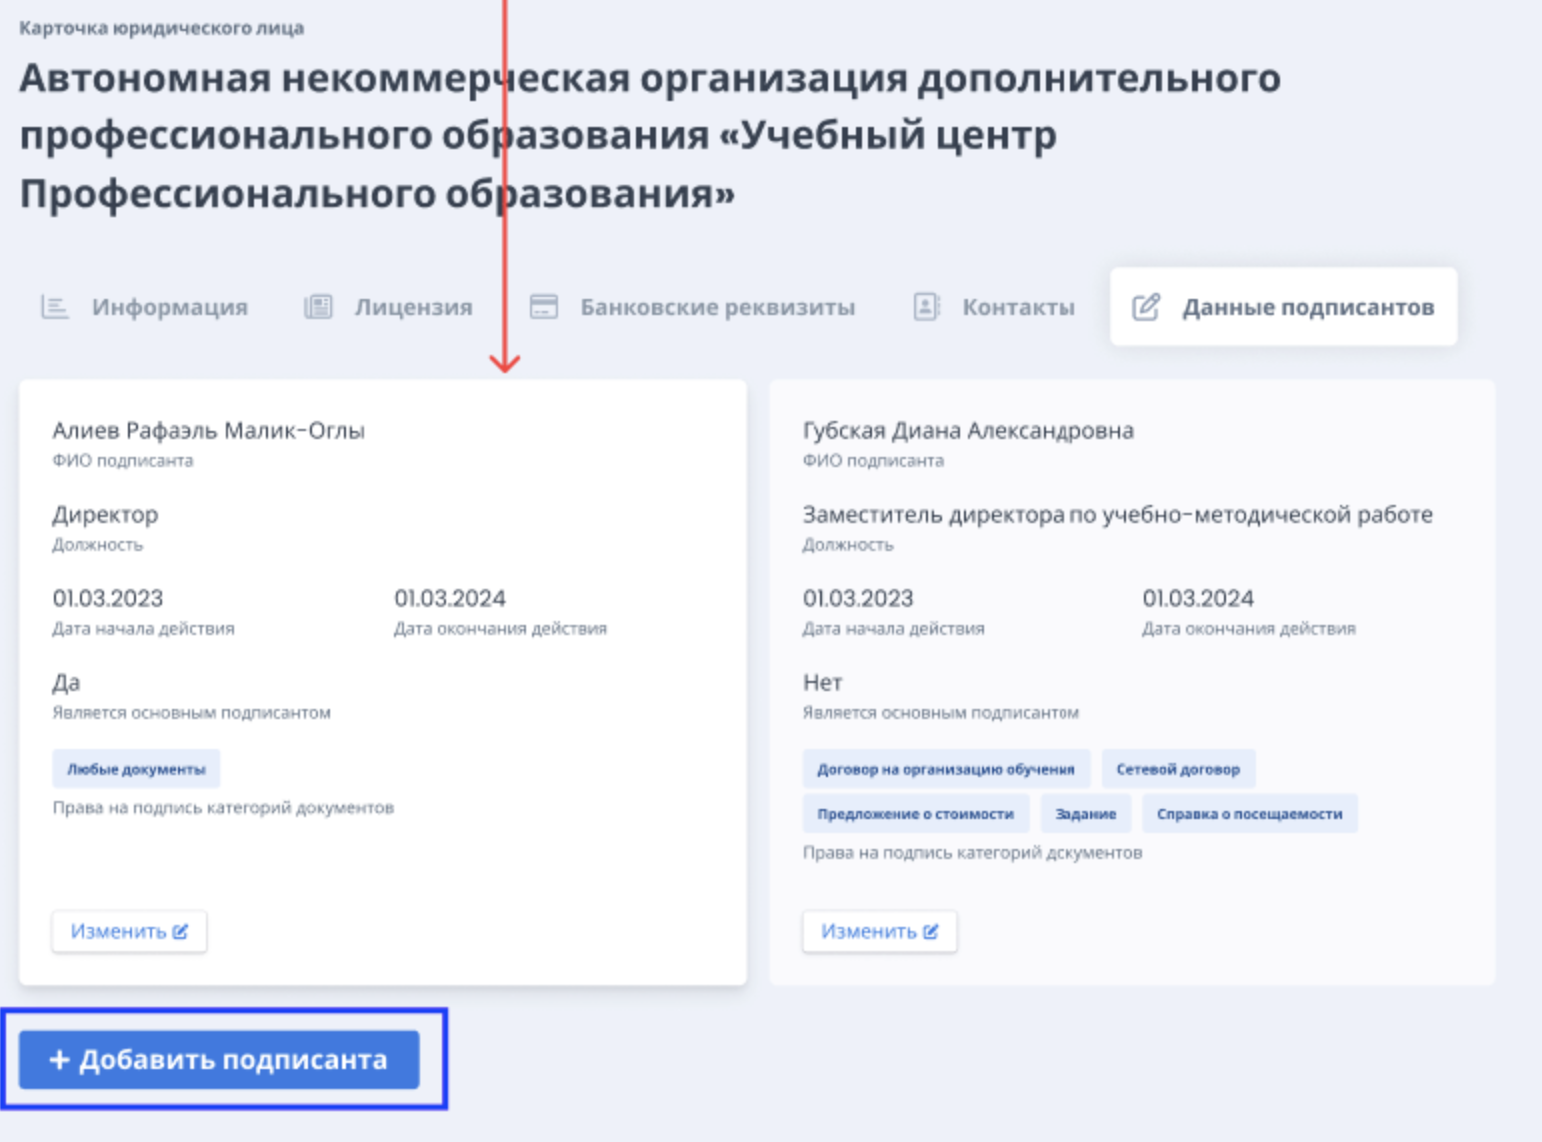 Карточка юридического лица
Автономная некоммерческая организация дополнительного
профессионального образования «Учебный центр
Профессионального образования»
Информация
Лицензия
Банковские реквизиты
Контакты
Данные подписантов
Алиев Рафаэль Малик-Оглы
ФИО подписанта
Директор
Должность
01.03.2023 01.03.2024
Дата начала действия Дата окончания действия
Да
Является основным подписантом
Любые документы
Права на подпись категорий документов
Изменить
Губская Диана Александровна
ФИО подписанта
Заместитель директора по учебно-методической работе
Должность
01.03.2023 01.03.2024
Дата начала действия Дата окончания действия
Нет
Является основным подписантом
Договор на организацию обучения Сетевой договор
Предложение о стоимости Задание Справка о посещаемости
Права на подпись категорий документов
Изменить
+ Добавить подписанта